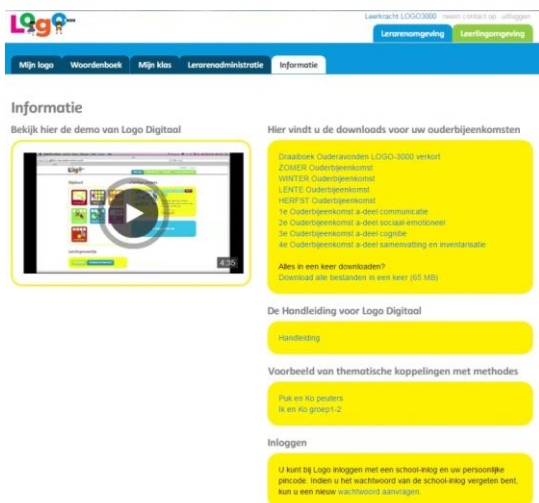 Logo
Leerkracht LOGO3000 neem contact op uitloggen
Lerarenomgeving Leerlingomgeving
Mijn logo Woordenboek Mijn klas Lerarenadministratie Informatie
Informatie
Bekijk hier de demo van Logo Digitaal
4:35
Hier vindt u de downloads voor uw ouderbijeenkomsten
Draaiboek Ouderavonden LOGO-3000 verkort
ZOMER Ouderbijeenkomst
WINTER Ouderbijeenkomst
LENTE Ouderbijeenkomst
HERFST Ouderbijeenkomst
1e Ouderbijeenkomst a-deel communicatie
2e Ouderbijeenkomst a-deel sociaal-emotioneel
3e Ouderbijeenkomst a-deel cognitie
4e Ouderbijeenkomst a-deel samenvatting en inventarisatie
Alles in een keer downloaden?
Download alle bestanden in een keer (65 MB)
De Handleiding voor Logo Digitaal
Handleiding
Voorbeeld van thematische koppelingen met methodes
Puk en Ko peuters
Ik en Ko groep1-2
Inloggen
U kunt bij Logo inloggen met een school-inlog en uw persoonlijke
pincode. Indien u het wachtwoord van de school-inlog vergeten bent,
kun u een nieuw wachtwoord aanvragen.